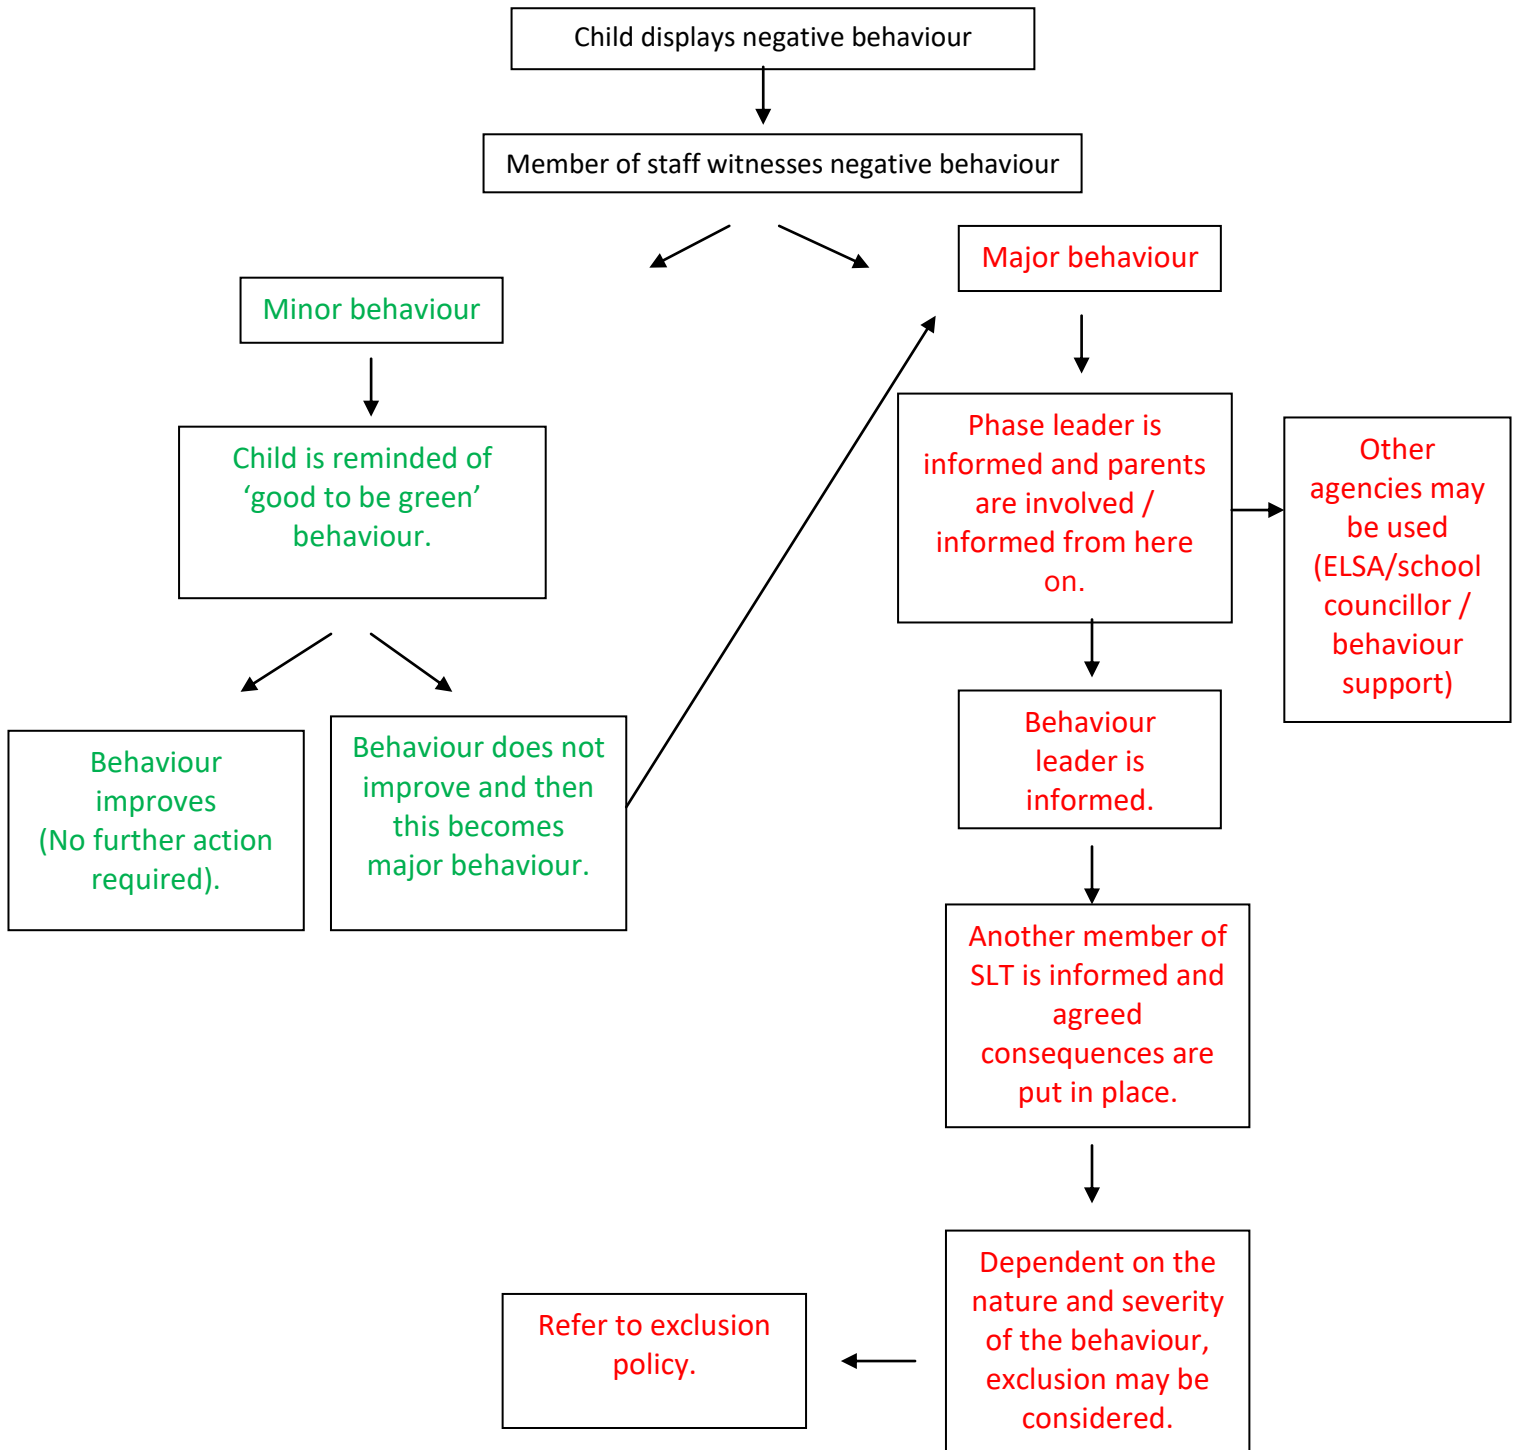 Child displays negative behaviour
Member of staff witnesses negative behaviour
Minor behaviour
Child is reminded of
‘good to be green’
behaviour.
Behaviour
improves
(No further action
required).
Behaviour does not
improve and then
this becomes
major behaviour.
Major behaviour
Phase leader is
informed and parents
are involved /
informed from here
on.
Other
agencies may
be used
(ELSA/school
councillor /
behaviour
support)
Behaviour
leader is
informed.
Another member of
SLT is informed and
agreed
consequences are
put in place.
Dependent on the
nature and severity
of the behaviour,
exclusion may be
considered.
Refer to exclusion
policy.